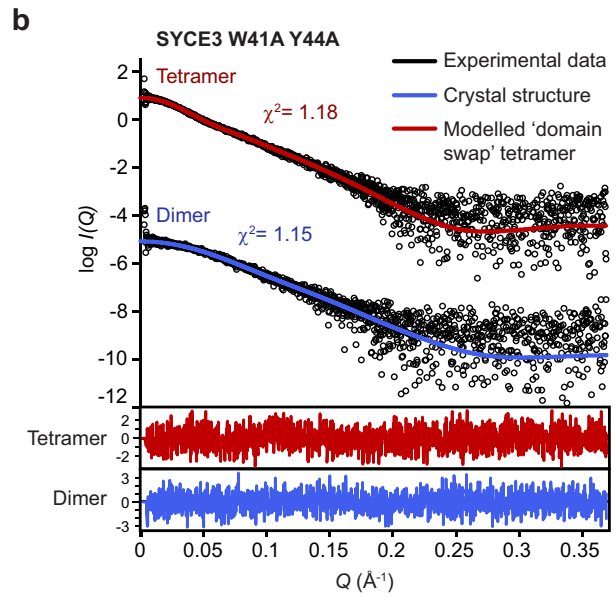 b
SYCE3 W41A Y44A
Experimental data
Crystal structure
Modelled ‘domain
swap’ tetramer
Tetramer
χ²= 1.18
Dimer
χ²= 1.15
log I(Q)
2
0
-2
-4
-6
-8
-10
-12
Tetramer
2
0
-2
Dimer
3
0
-3
0
0.05
0.1
0.15
0.2
0.25
0.3
0.35
Q (Å⁻¹)